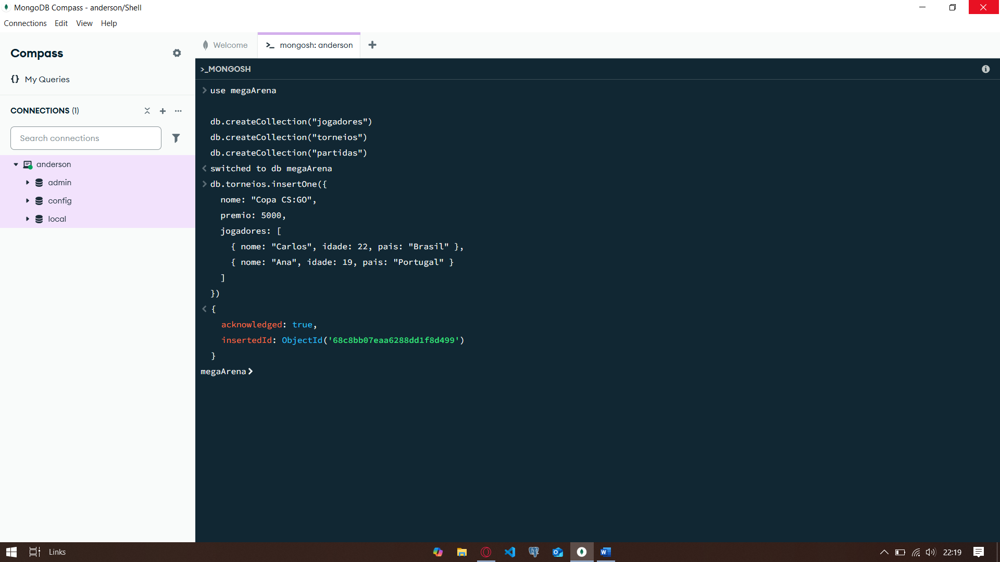 MongoDB Compass - anderson/Shell
Connections Edit View Help
Compass
{} My Queries
CONNECTIONS (1)
Search connections
anderson
admin
config
local
Welcome
>_ mongosh: anderson +
>_MONGOSH
> use megaArena
db.createCollection("jogadores")
db.createCollection("torneios")
db.createCollection("partidas")
< switched to db megaArena
> db.torneios.insertOne({
nome: "Copa CS:GO",
premio: 5000,
jogadores: [
{ nome: "Carlos", idade: 22, pais: "Brasil" },
{ nome: "Ana", idade: 19, pais: "Portugal" }
]
})
< {
acknowledged: true,
insertedId: ObjectId('68c8bb07eaa6288dd1f8d499')
}
megaArena>
Links
22:19